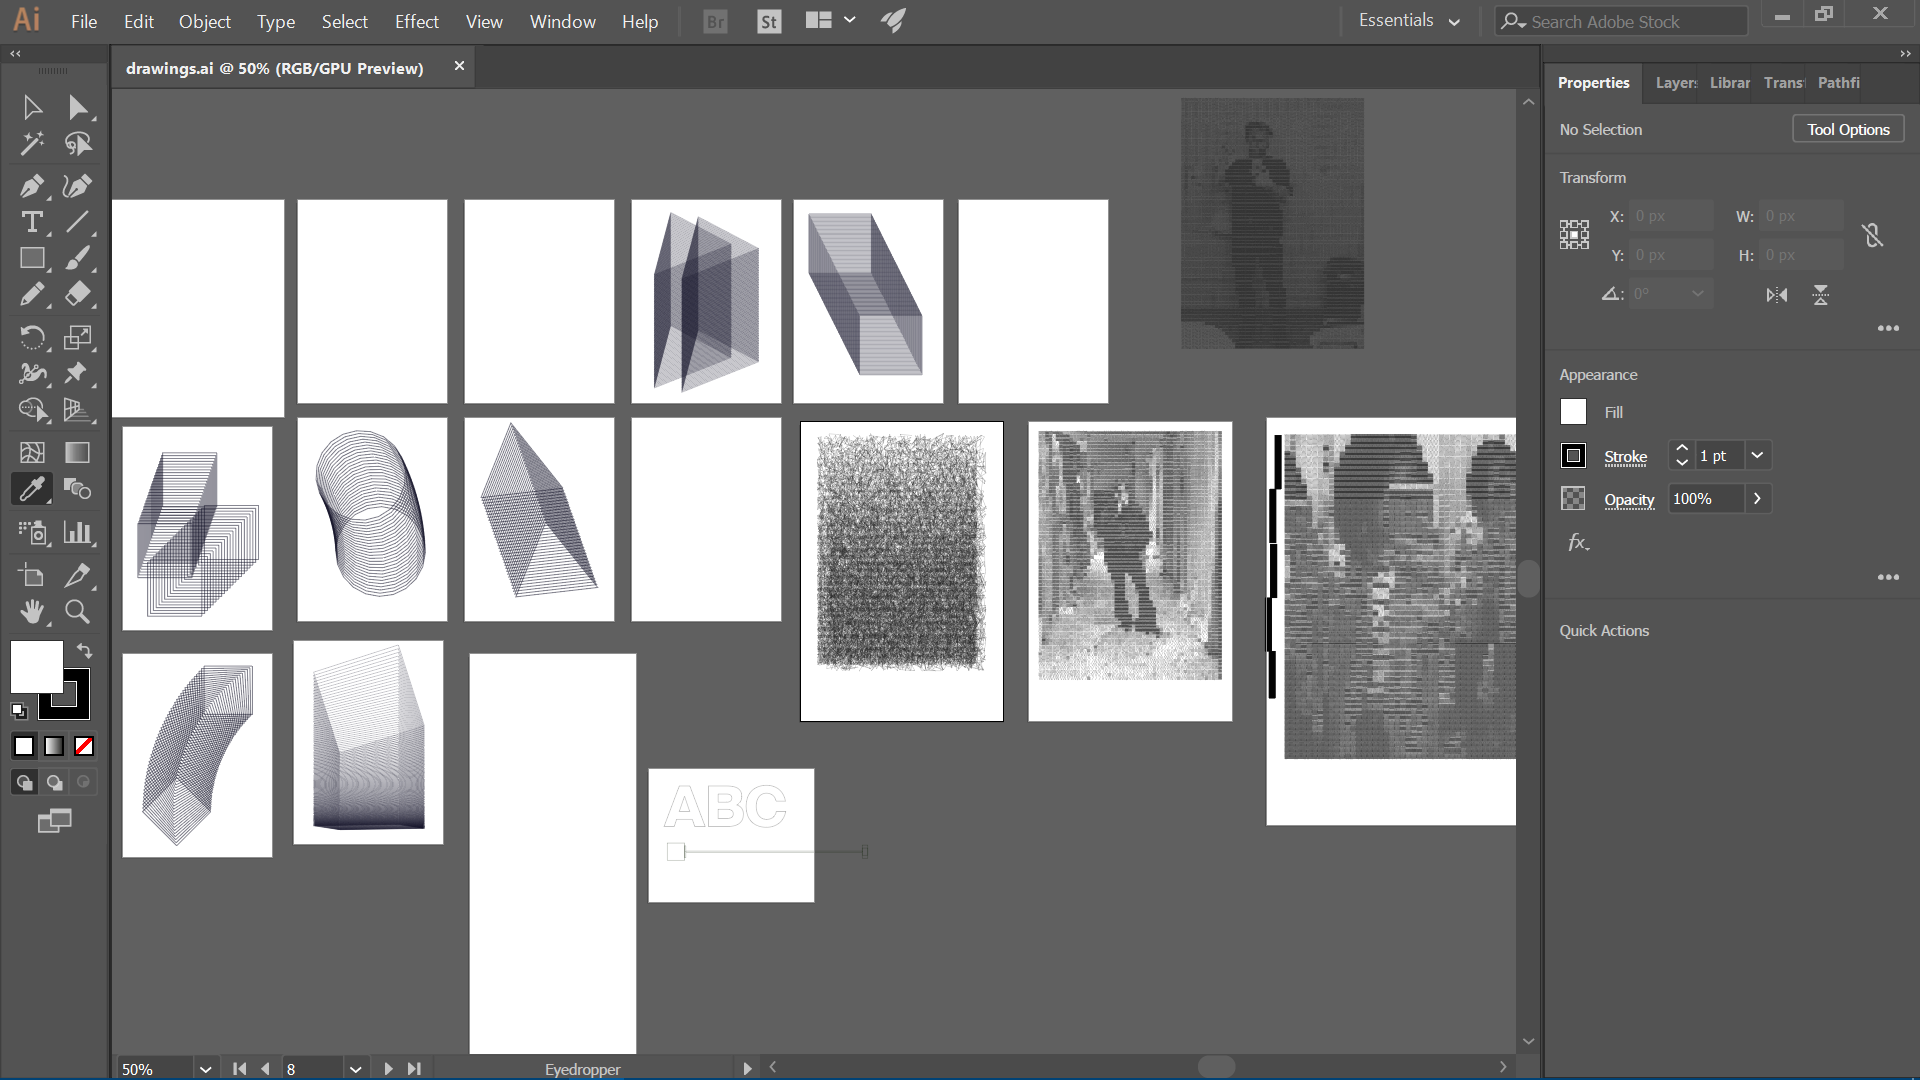 Ai File Edit Object Type Select Effect View Window Help Br St Essentials Search Adobe Stock
drawings.ai @ 50% (RGB/GPU Preview)
Properties Layers Librar Trans Pathfi
No Selection Tool Options
Transform
X: 0 px W: 0 px
Y: 0 px H: 0 px
0°
Appearance
Fill
Stroke 1 pt
Opacity 100%
fx
Quick Actions
T
ABC
50% 8 Eyedropper